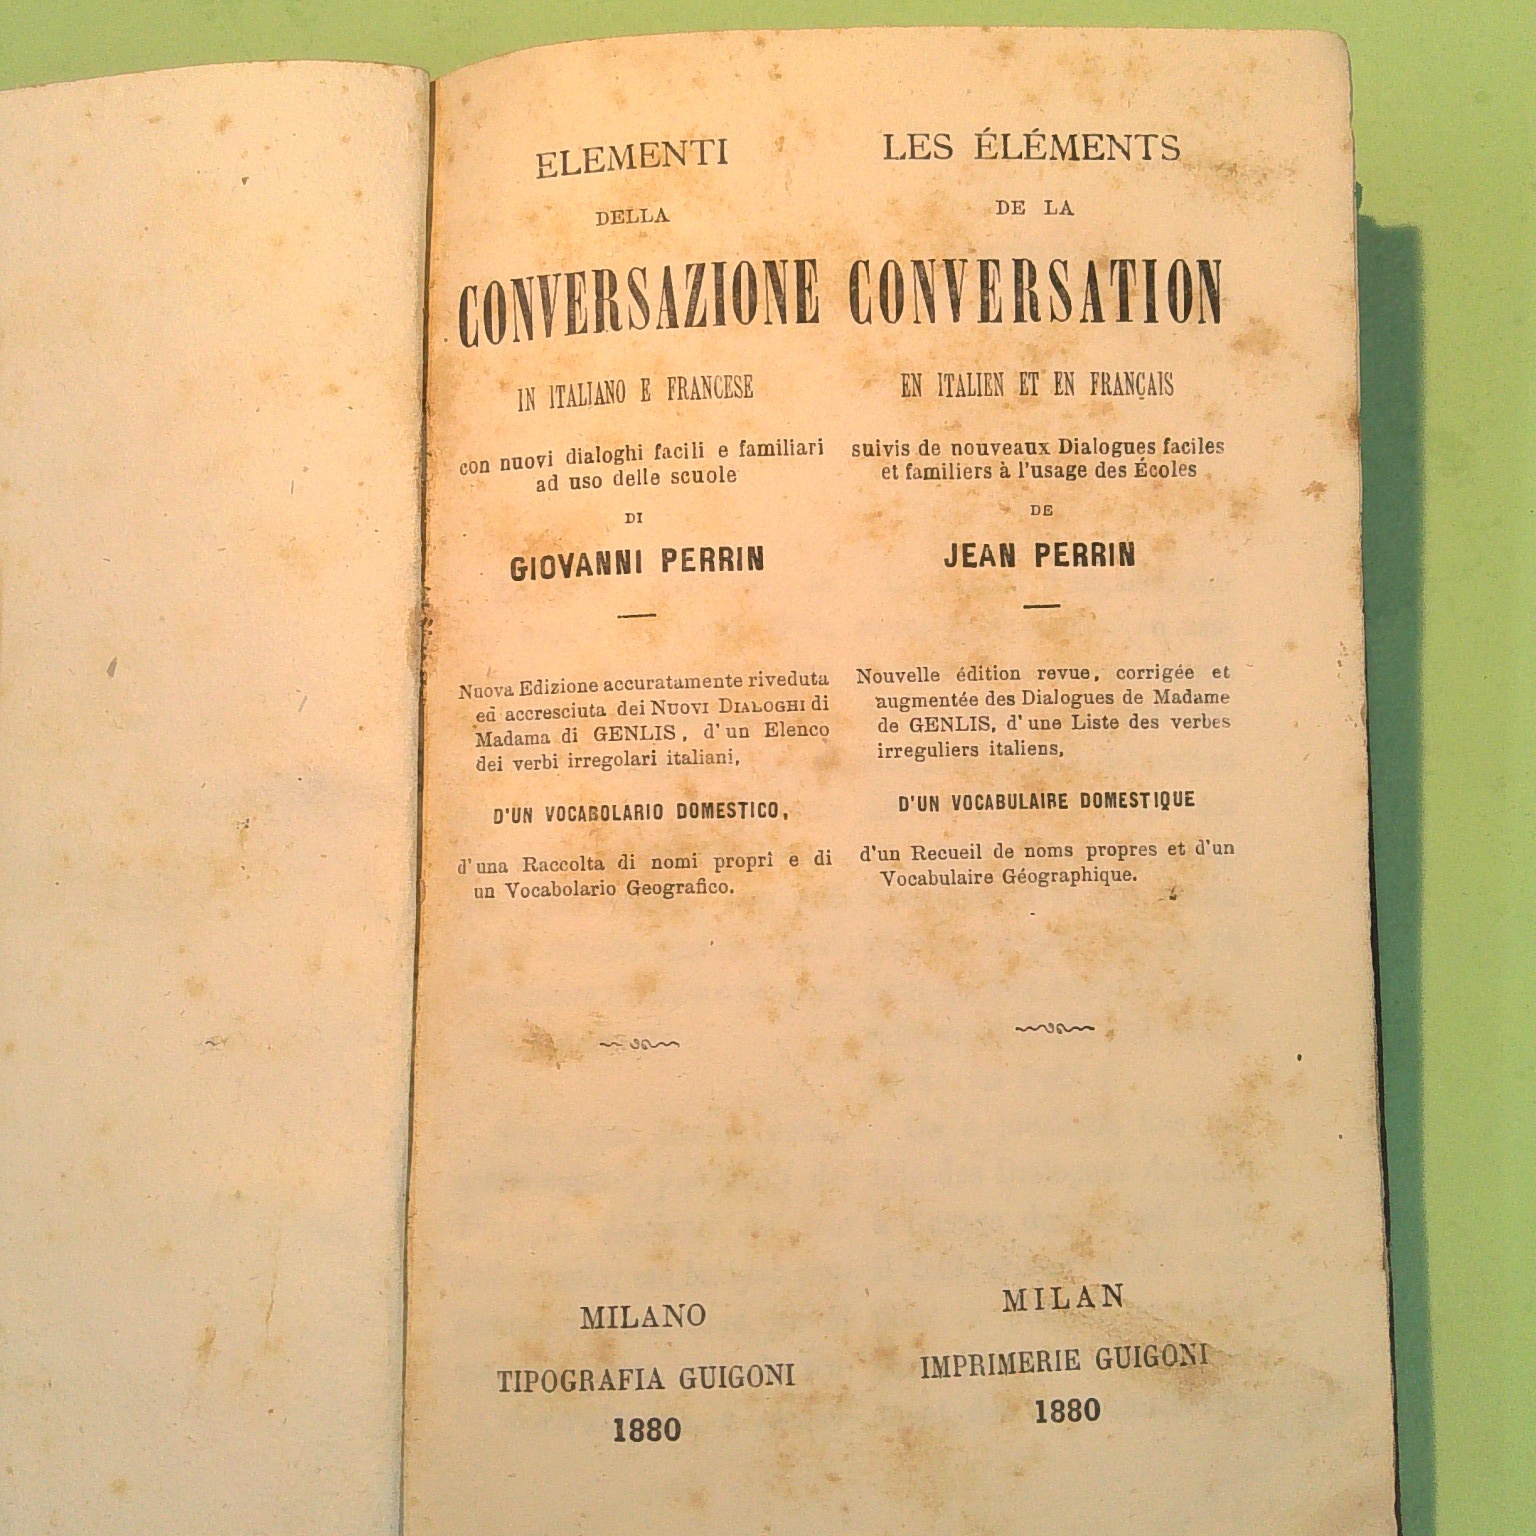 ELEMENTI
DELLA
CONVERSAZIONE
IN ITALIANO E FRANCESE
con nuovi dialoghi facili e familiari
ad uso delle scuole
DI
GIOVANNI PERRIN
Nuova Edizione accuratamente riveduta
ed accresciuta dei NUOVI DIALOGHI di
Madama di GENLIS, d'un Elenco
dei verbi irregolari italiani,
D'UN VOCABOLARIO DOMESTICO,
d'una Raccolta di nomi propri e di
un Vocabolario Geografico.
MILANO
TIPOGRAFIA GUIGONI
1880
LES ÉLÉMENTS
DE LA
CONVERSATION
EN ITALIEN ET EN FRANÇAIS
suivis de nouveaux Dialogues faciles
et familiers à l'usage des Écoles
DE
JEAN PERRIN
Nouvelle édition revue, corrigée et
augmentée des Dialogues de Madame
de GENLIS, d'une Liste des verbes
irreguliers italiens,
D'UN VOCABULAIRE DOMESTIQUE
d'un Recueil de noms propres et d'un
Vocabulaire Géographique.
MILAN
IMPRIMERIE GUIGONI
1880